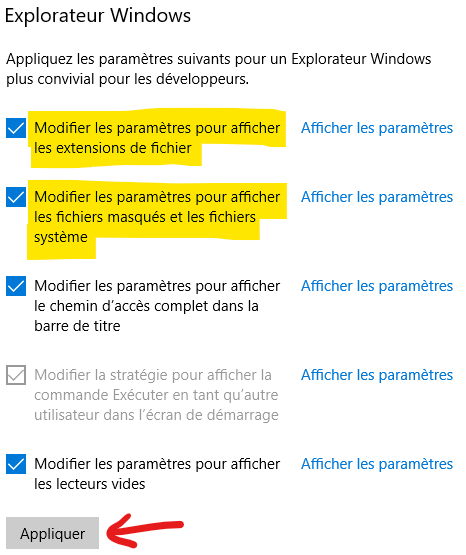 Explorateur Windows
Appliquez les paramètres suivants pour un Explorateur Windows
plus convivial pour les développeurs.
Modifier les paramètres pour afficher
les extensions de fichier
Afficher les paramètres
Modifier les paramètres pour afficher
les fichiers masqués et les fichiers
système
Afficher les paramètres
Modifier les paramètres pour afficher
le chemin d’accès complet dans la
barre de titre
Afficher les paramètres
Modifier la stratégie pour afficher la
commande Exécuter en tant qu’autre
utilisateur dans l’écran de démarrage
Afficher les paramètres
Modifier les paramètres pour afficher
les lecteurs vides
Afficher les paramètres
Appliquer